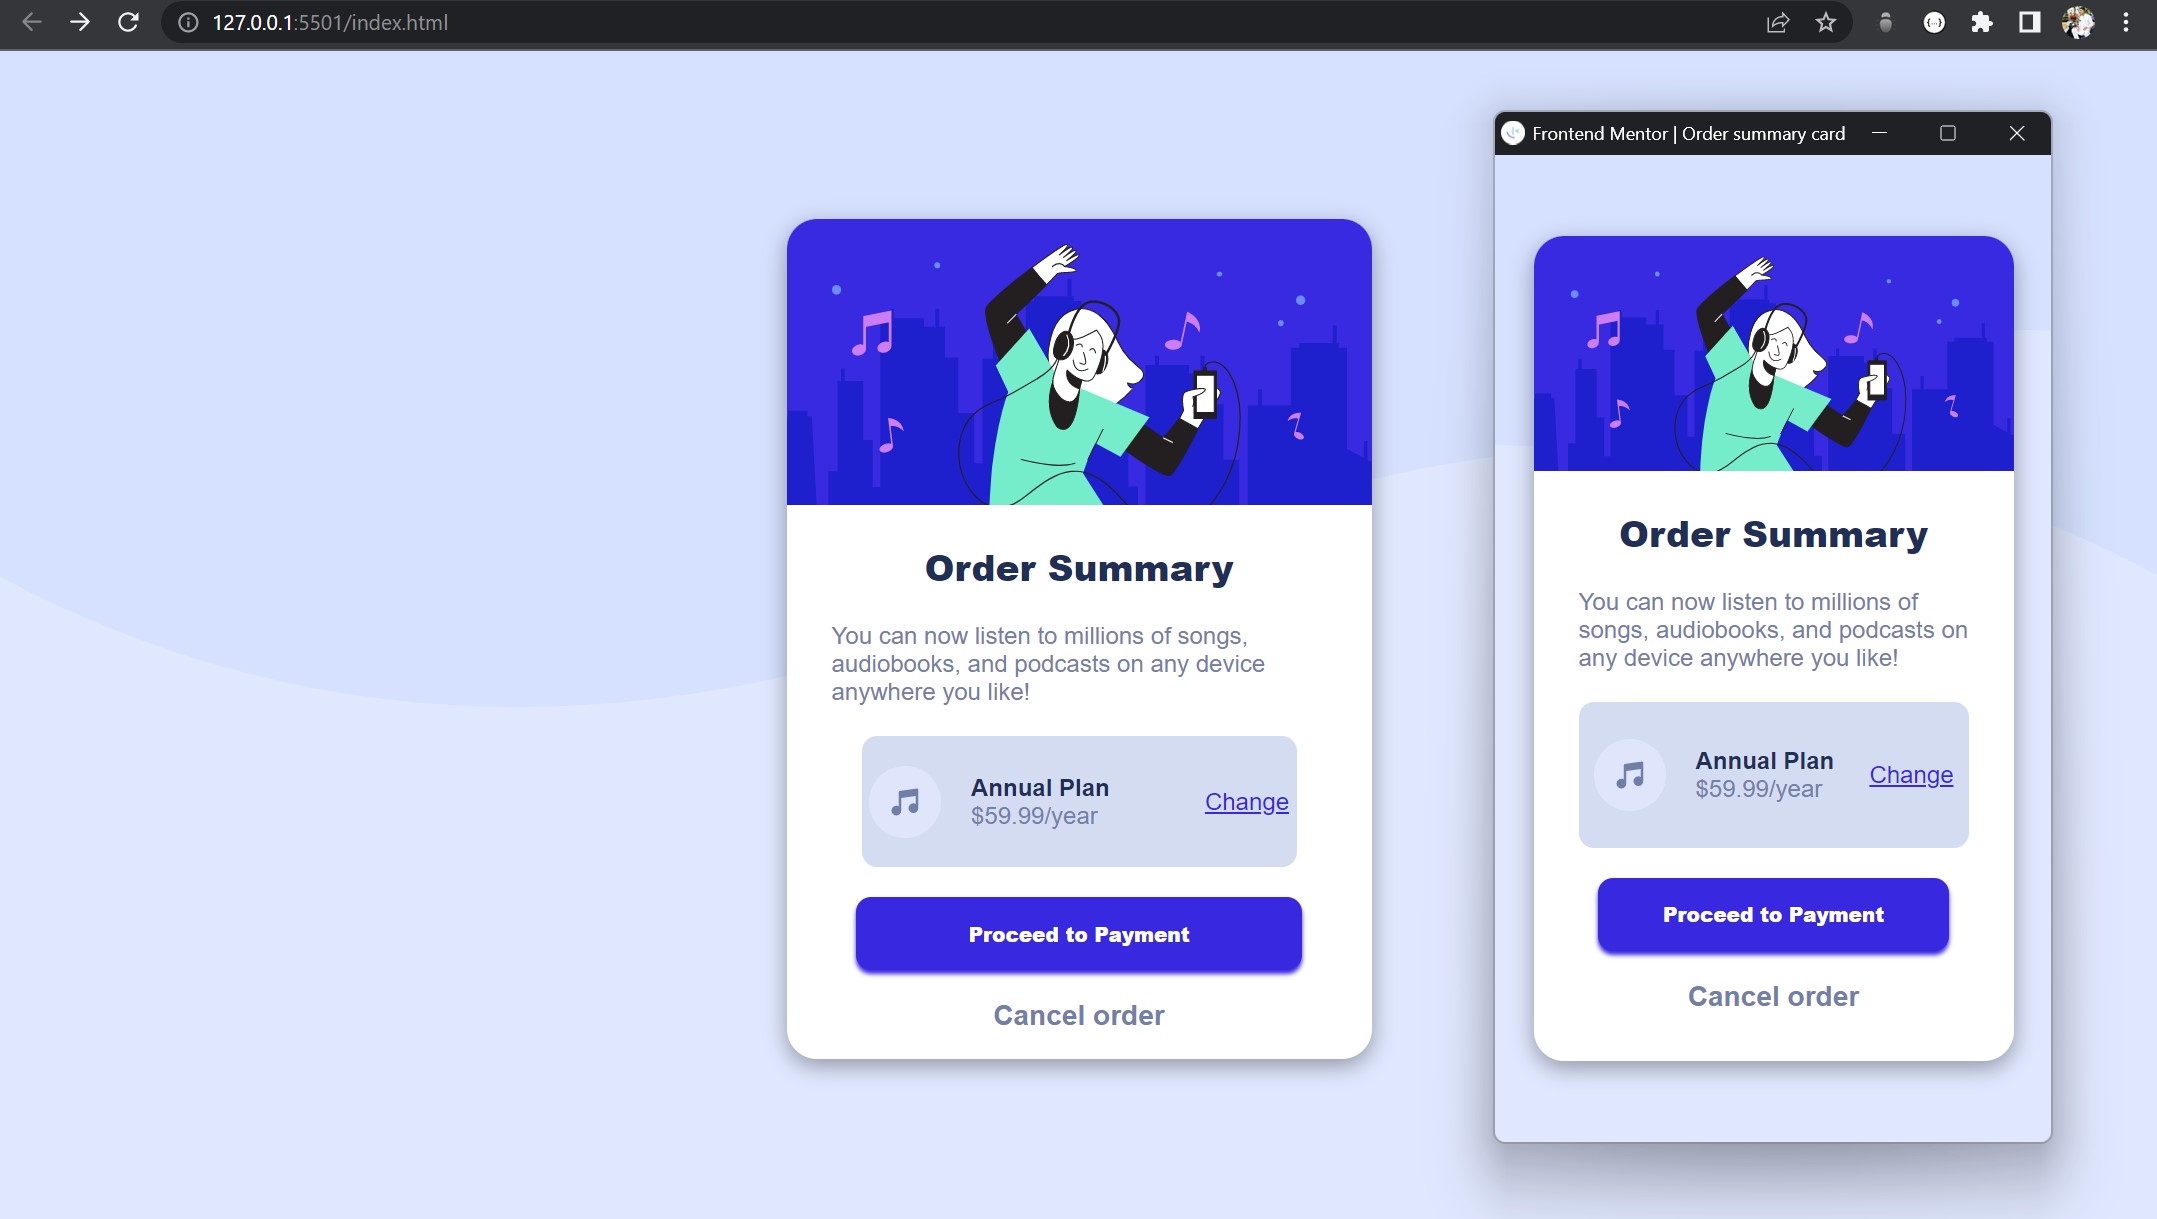 127.0.0.1:5501/index.html
Order Summary
You can now listen to millions of songs,
audiobooks, and podcasts on any device
anywhere you like!
Annual Plan
$59.99/year
Change
Proceed to Payment
Cancel order
Frontend Mentor | Order summary card
Order Summary
You can now listen to millions of
songs, audiobooks, and podcasts on
any device anywhere you like!
Annual Plan
$59.99/year
Change
Proceed to Payment
Cancel order